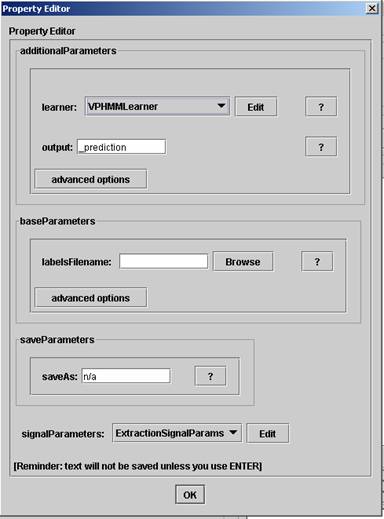 Property Editor
Property Editor
additionalParameters
learner: VPHMMLearner Edit ?
output: _prediction ?
advanced options
baseParameters
labelsFilename: Browse ?
advanced options
saveParameters
saveAs: n/a ?
signalParameters: ExtractionSignalParams Edit
[Reminder: text will not be saved unless you use ENTER]
OK